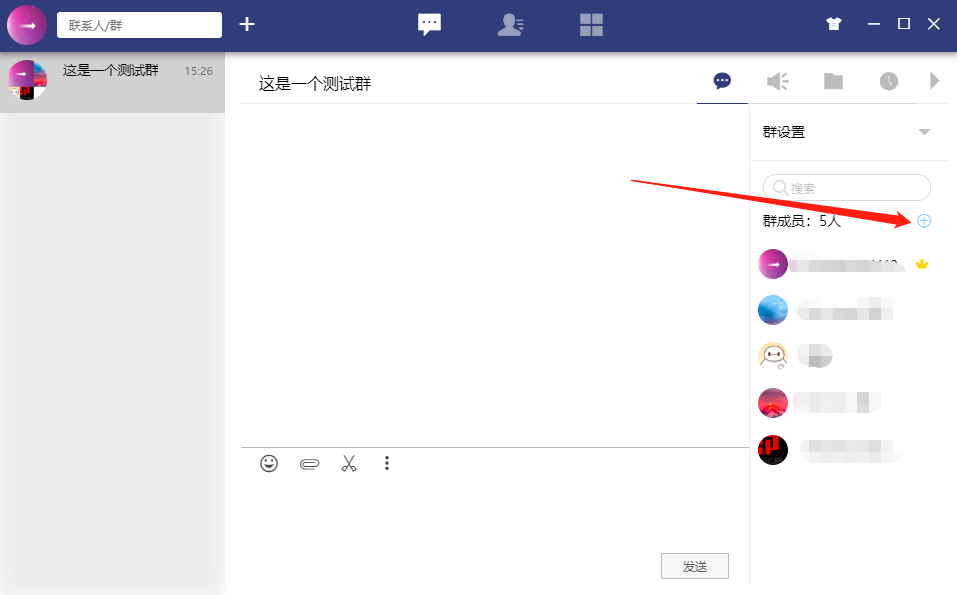 联系人/群
这是一个测试群
15:26
这是一个测试群
群设置
搜索
群成员：5人
发送